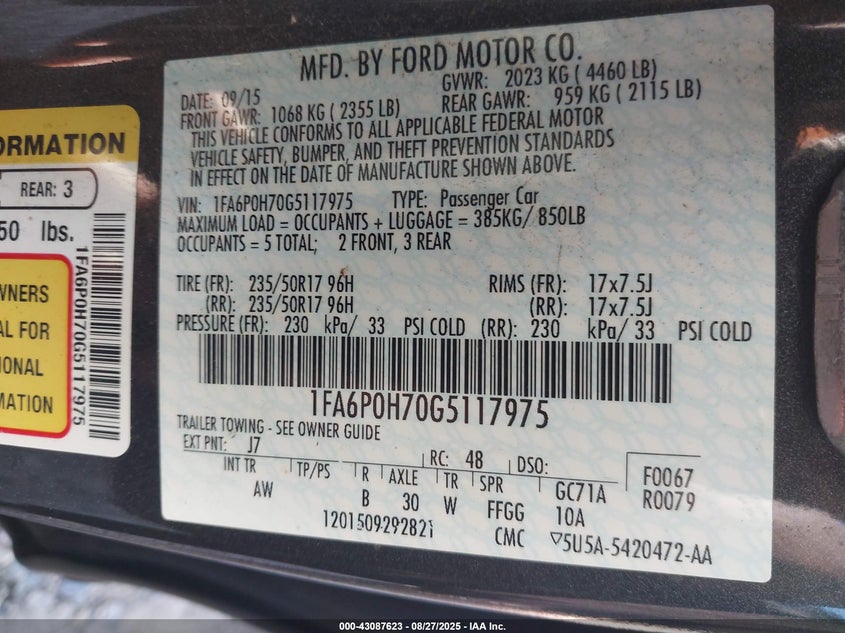 ORMATION
REAR: 3
50 lbs.
WNERS
AL FOR
IONAL
MATION
1FA6P0H70G5117975
MFD. BY FORD MOTOR CO.
DATE: 09/15 GVWR: 2023 KG ( 4460 LB)
FRONT GAWR: 1068 KG ( 2355 LB) REAR GAWR: 959 KG ( 2115 LB)
THIS VEHICLE CONFORMS TO ALL APPLICABLE FEDERAL MOTOR
VEHICLE SAFETY, BUMPER, AND THEFT PREVENTION STANDARDS
IN EFFECT ON THE DATE OF MANUFACTURE SHOWN ABOVE.
VIN: 1FA6P0H70G5117975 TYPE: Passenger Car
MAXIMUM LOAD = OCCUPANTS + LUGGAGE = 385KG/ 850LB
OCCUPANTS = 5 TOTAL; 2 FRONT, 3 REAR
TIRE (FR): 235/50R17 96H RIMS (FR): 17x7.5J
(RR): 235/50R17 96H (RR): 17x7.5J
PRESSURE (FR): 230 kPa/ 33 PSI COLD (RR): 230 kPa/ 33 PSI COLD
1FA6P0H70G5117975
TRAILER TOWING - SEE OWNER GUIDE
EXT PNT: J7 RC: 48 DSO: F0067
INT TR TP/PS R AXLE TR SPR GC71A R0079
AW B 30 W FFGG 10A
1201509292821 CMC ▽5U5A-5420472-AA
000-43087623 - 08/27/2025 - IAA Inc.